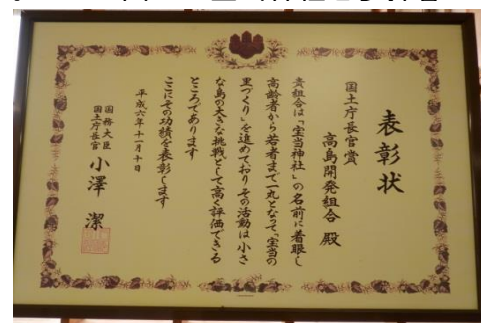 表彰状
国土庁長官賞
高島開発組合 殿
貴組合は「宝当神社」の名前に着眼し
高齢者から若者まで一丸となって、“宝当の
里づくり”を進めておりその活動は小さ
な島の大きな挑戦として高く評価できる
ところであります
ここにその功績を表彰します
平成六年十一月十日
国務大臣
国土庁長官 小澤 潔